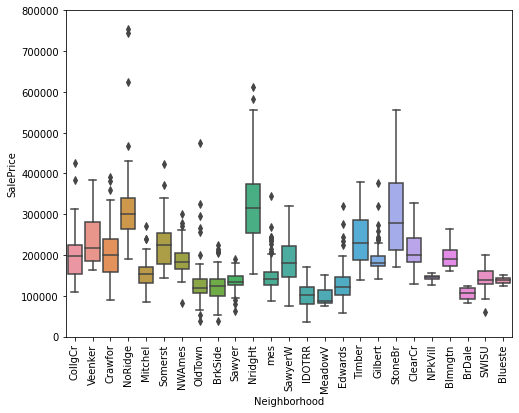 800000
700000
600000
500000
400000
300000
200000
100000
0
SalePrice
CollgCr
Veenker
Crawfor
NoRidge
Mitchel
Somerst
NWAmes
OldTown
BrkSide
Sawyer
NridgHt
mes
SawyerW
IDOTRR
MeadowV
Edwards
Timber
Gilbert
StoneBr
ClearCr
NPkVill
Blmngtn
BrDale
SWISU
Blueste
Neighborhood